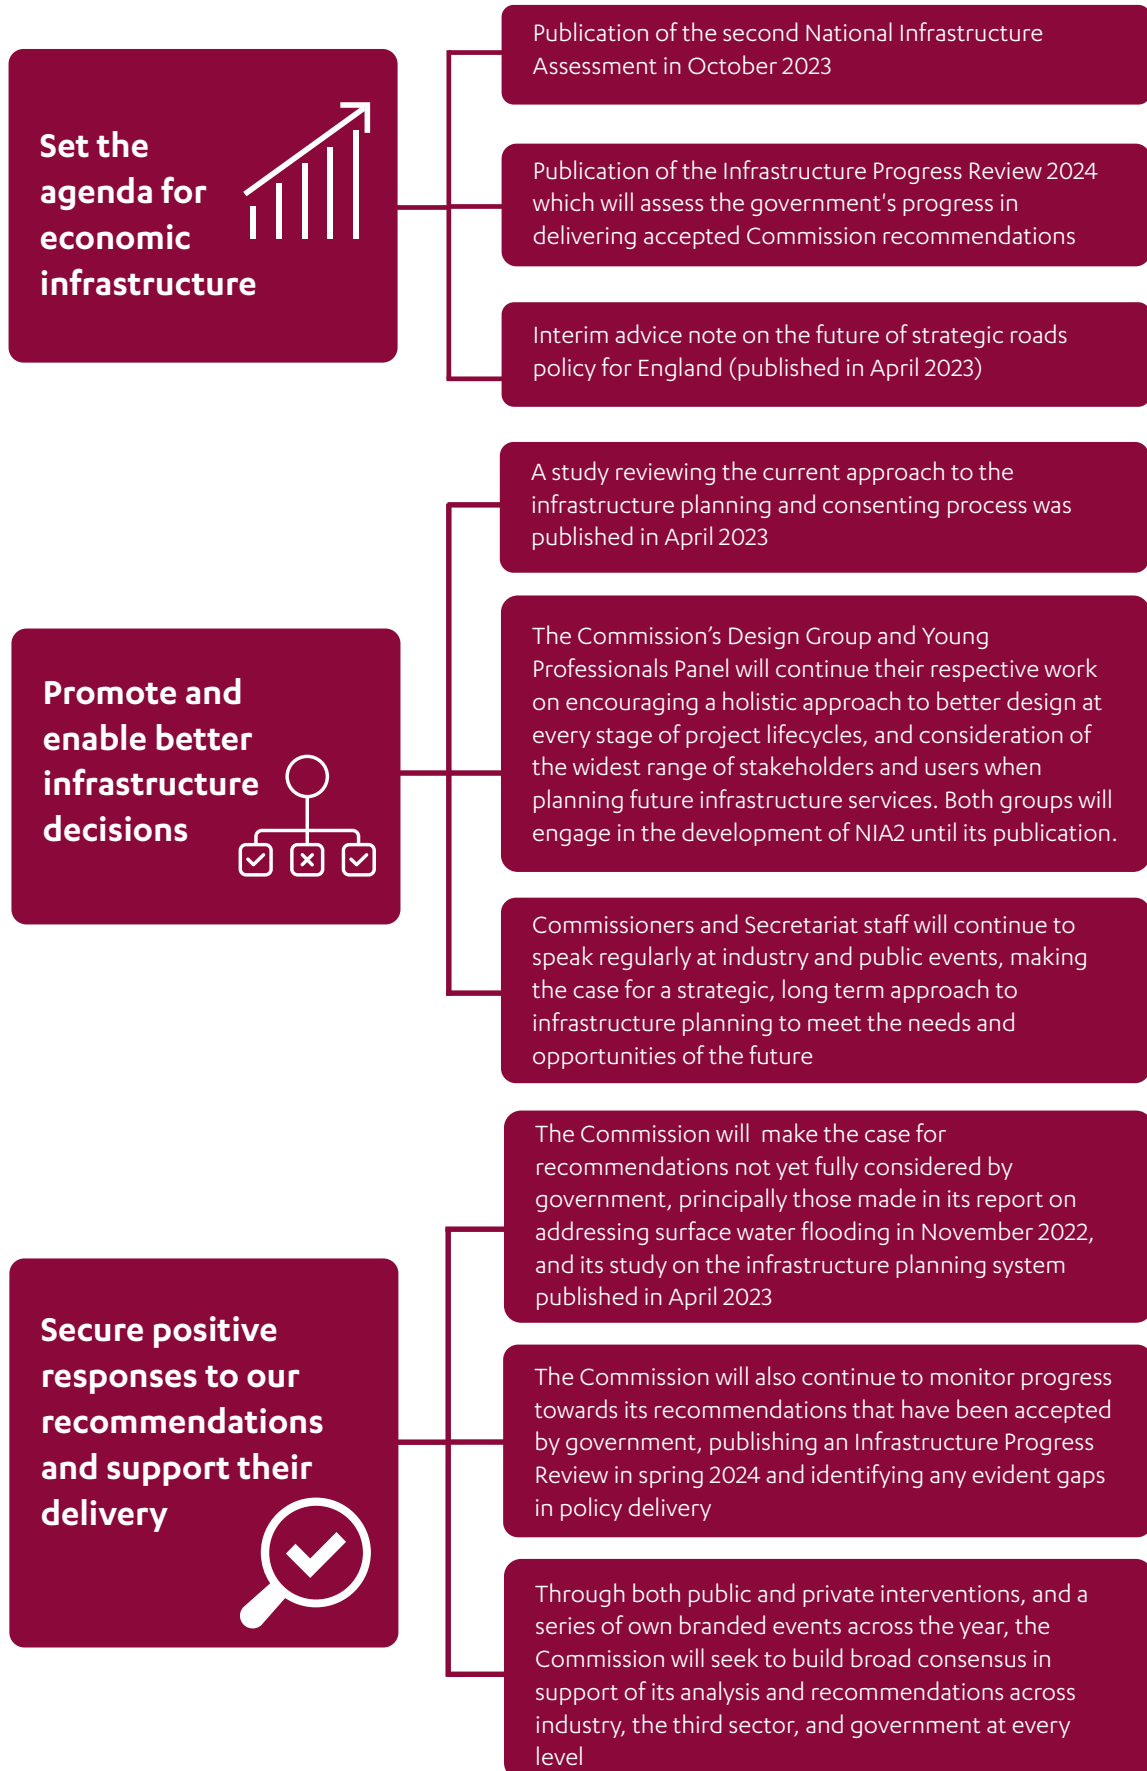 Set the
agenda for
economic
infrastructure
Publication of the second National Infrastructure
Assessment in October 2023
Publication of the Infrastructure Progress Review 2024
which will assess the government's progress in
delivering accepted Commission recommendations
Interim advice note on the future of strategic roads
policy for England (published in April 2023)
Promote and
enable better
infrastructure
decisions
A study reviewing the current approach to the
infrastructure planning and consenting process was
published in April 2023
The Commission's Design Group and Young
Professionals Panel will continue their respective work
on encouraging a holistic approach to better design at
every stage of project lifecycles, and consideration of
the widest range of stakeholders and users when
planning future infrastructure services. Both groups will
engage in the development of NIA2 until its publication.
Commissioners and Secretariat staff will continue to
speak regularly at industry and public events, making
the case for a strategic, long term approach to
infrastructure planning to meet the needs and
opportunities of the future
Secure positive
responses to our
recommendations
and support their
delivery
The Commission will  make the case for
recommendations not yet fully considered by
government, principally those made in its report on
addressing surface water flooding in November 2022,
and its study on the infrastructure planning system
published in April 2023
The Commission will also continue to monitor progress
towards its recommendations that have been accepted
by government, publishing an Infrastructure Progress
Review in spring 2024 and identifying any evident gaps
in policy delivery
Through both public and private interventions, and a
series of own branded events across the year, the
Commission will seek to build broad consensus in
support of its analysis and recommendations across
industry, the third sector, and government at every
level